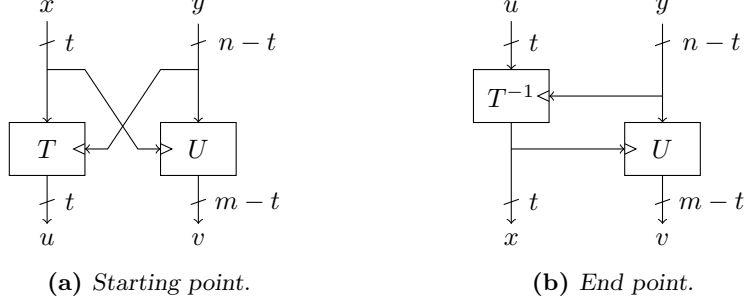 x y u y
t n − t t n − t
T⁻¹
T U U
t m − t t m − t
u v x v
(a) Starting point. (b) End point.